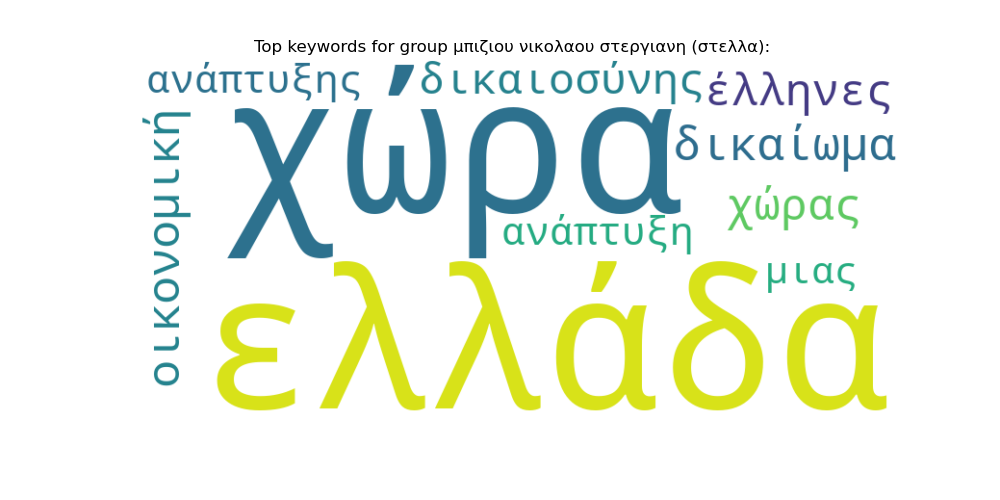 Top keywords for group μπιζιου νικολαου στεργιανη (στελλα):
ανάπτυξης
δικαιοσύνης
έλληνες
χώρα
δικαίωμα
οικονομική
χώρας
ανάπτυξη
μιας
ελλάδα